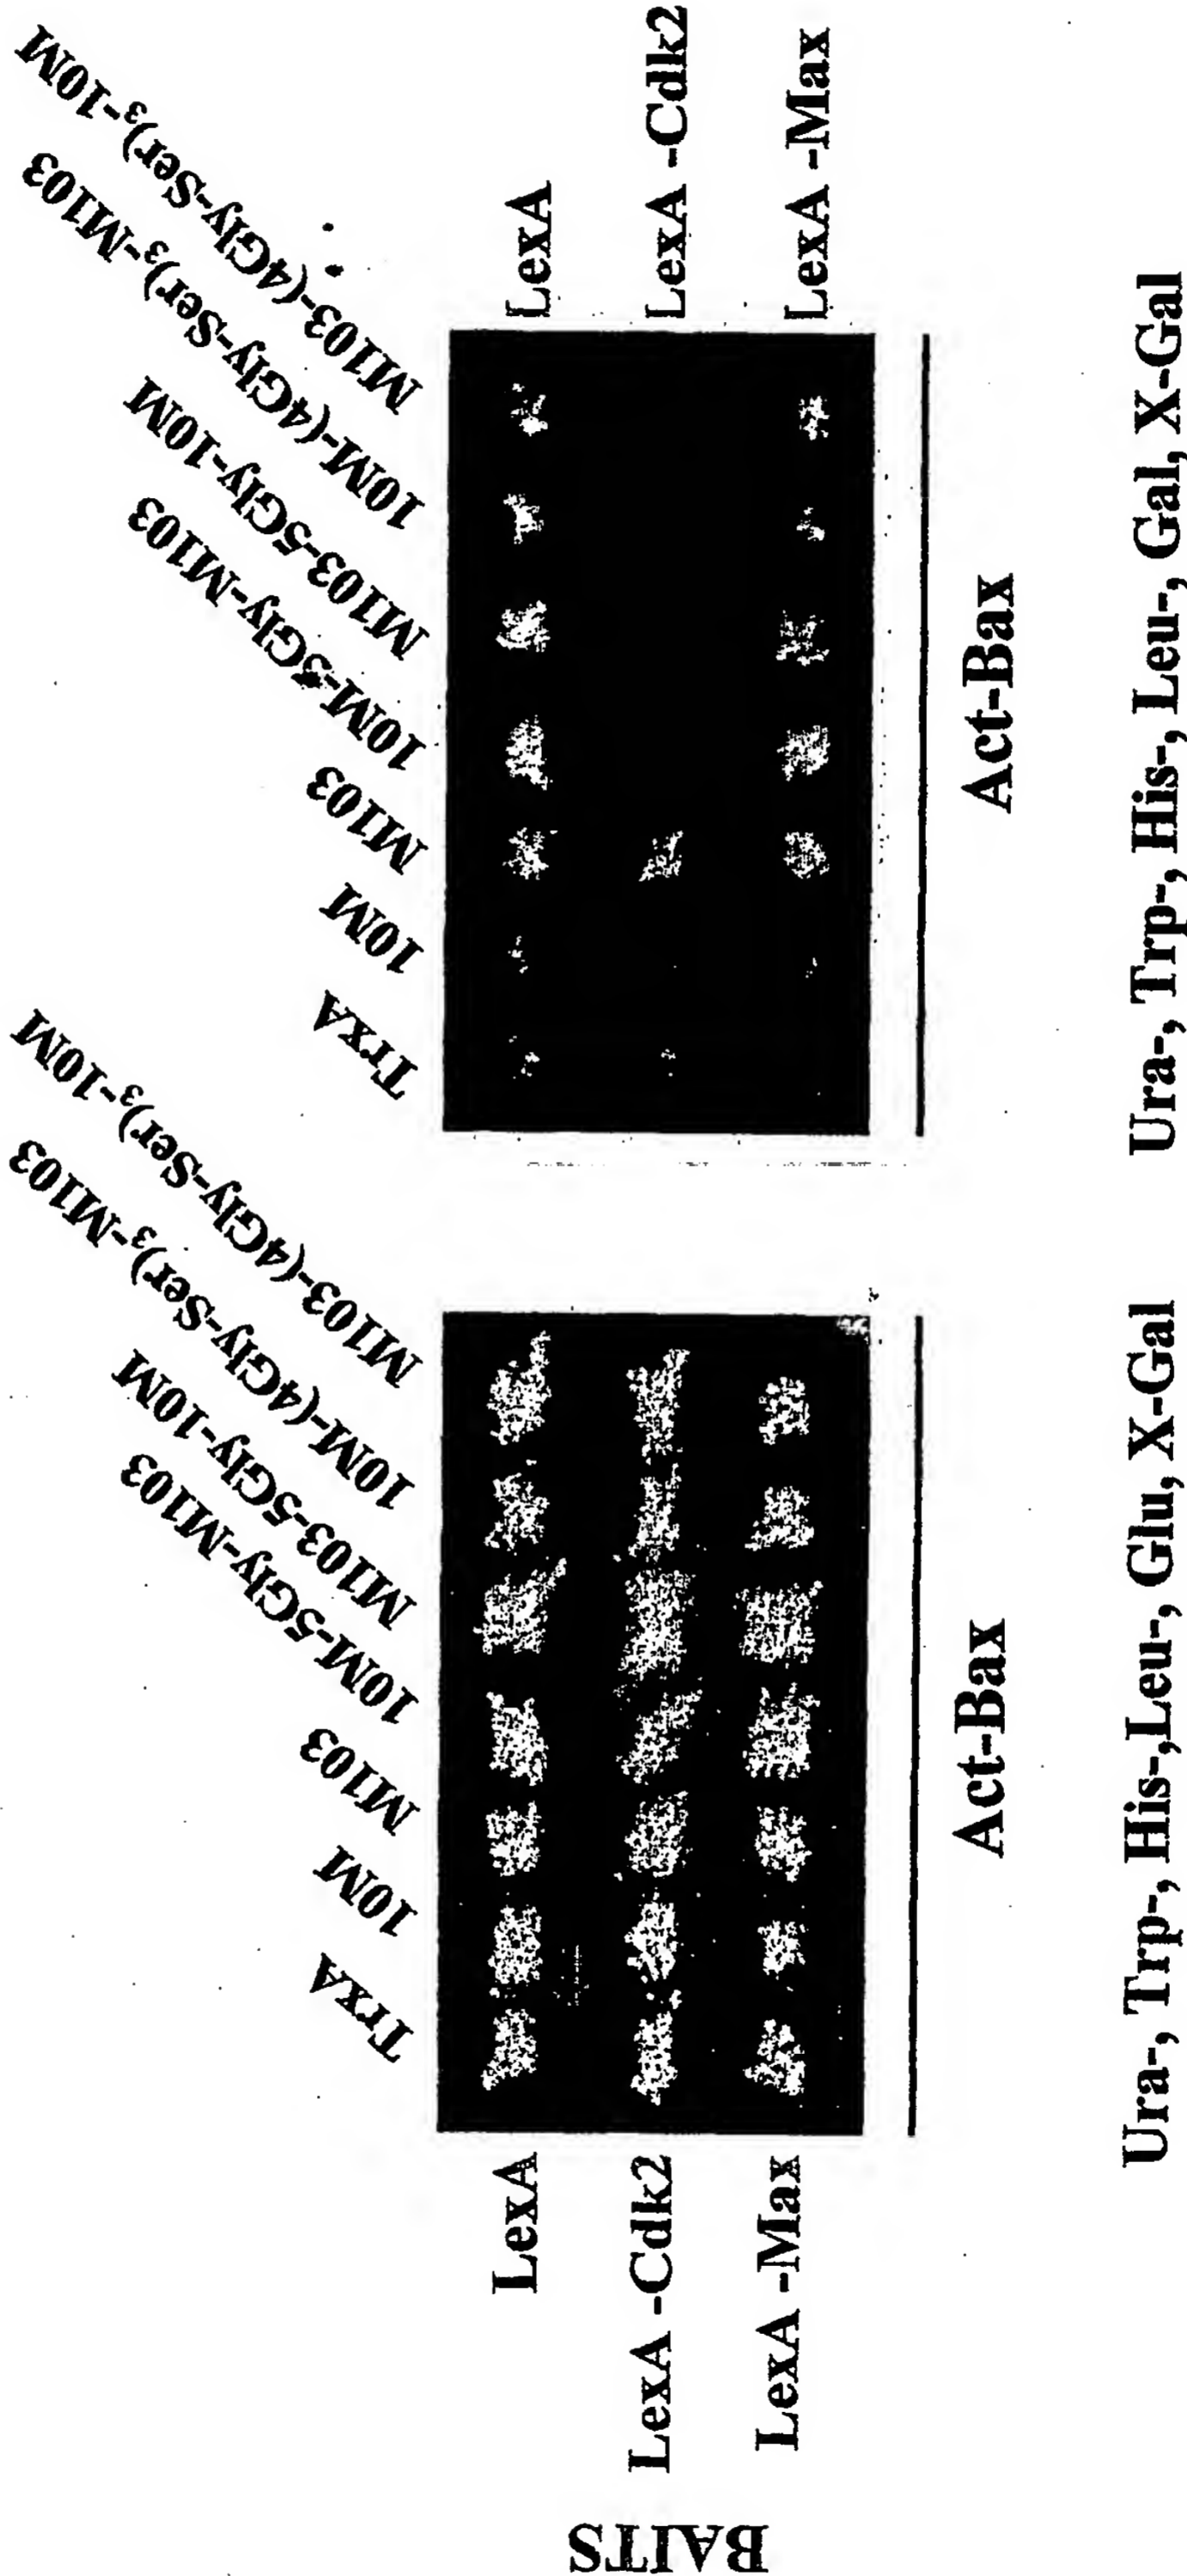 TrxA
10M
M103
10M-5Gly-M103
M103-5Gly-10M
10M-(4Gly-Ser)₃-M103
M103-(4Gly-Ser)₃-10M
TrxA
10M
M103
10M-5Gly-M103
M103-5Gly-10M
10M-(4Gly-Ser)₃-M103
M103-(4Gly-Ser)₃-10M
BAITS
LexA
LexA -Cdk2
LexA -Max
LexA
LexA -Cdk2
LexA -Max
Act-Bax
Act-Bax
Ura-, Trp-, His-,Leu-, Glu, X-Gal
Ura-, Trp-, His-, Leu-, Gal, X-Gal